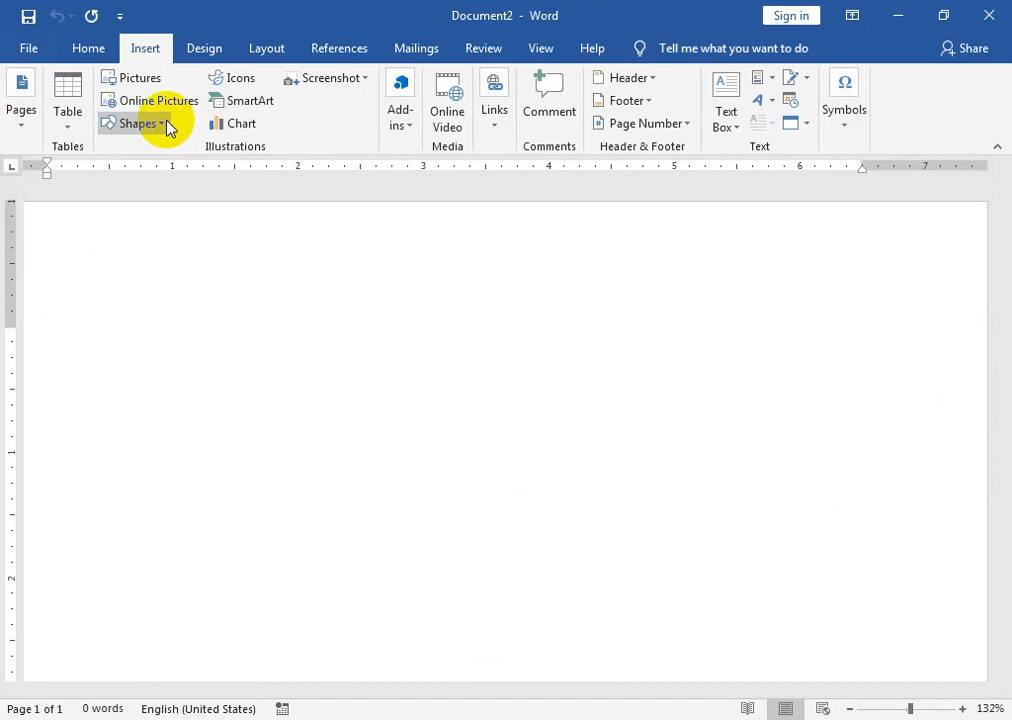 Document2 - Word
Sign in
File Home Insert Design Layout References Mailings Review View Help Tell me what you want to do Share
Pages
Table
Tables
Pictures
Online Pictures
Shapes
Icons
SmartArt
Chart
Screenshot
Illustrations
Add-
ins
Online
Video
Media
Links
Comment
Comments
Header
Footer
Page Number
Header & Footer
Text
Box
Text
Symbols
1 2 3 4 5 6 7
1
1
2
Page 1 of 1 0 words English (United States) 132%